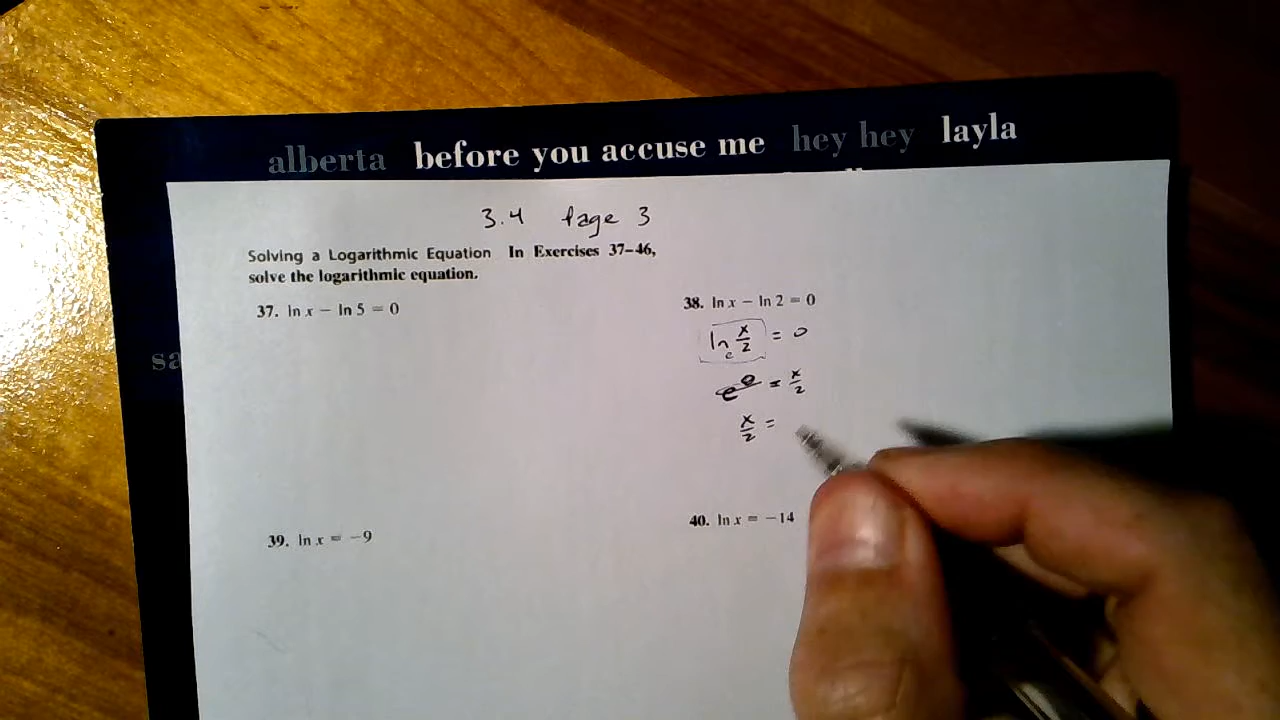 alberta before you accuse me hey hey layla
sa
3.4 Page 3
Solving a Logarithmic Equation In Exercises 37–46,
solve the logarithmic equation.
37. ln x − ln 5 = 0
38. ln x − ln 2 = 0
ln e x/2 = 0
e^0 = x/2
x/2 =
39. ln x = −9
40. ln x = −14